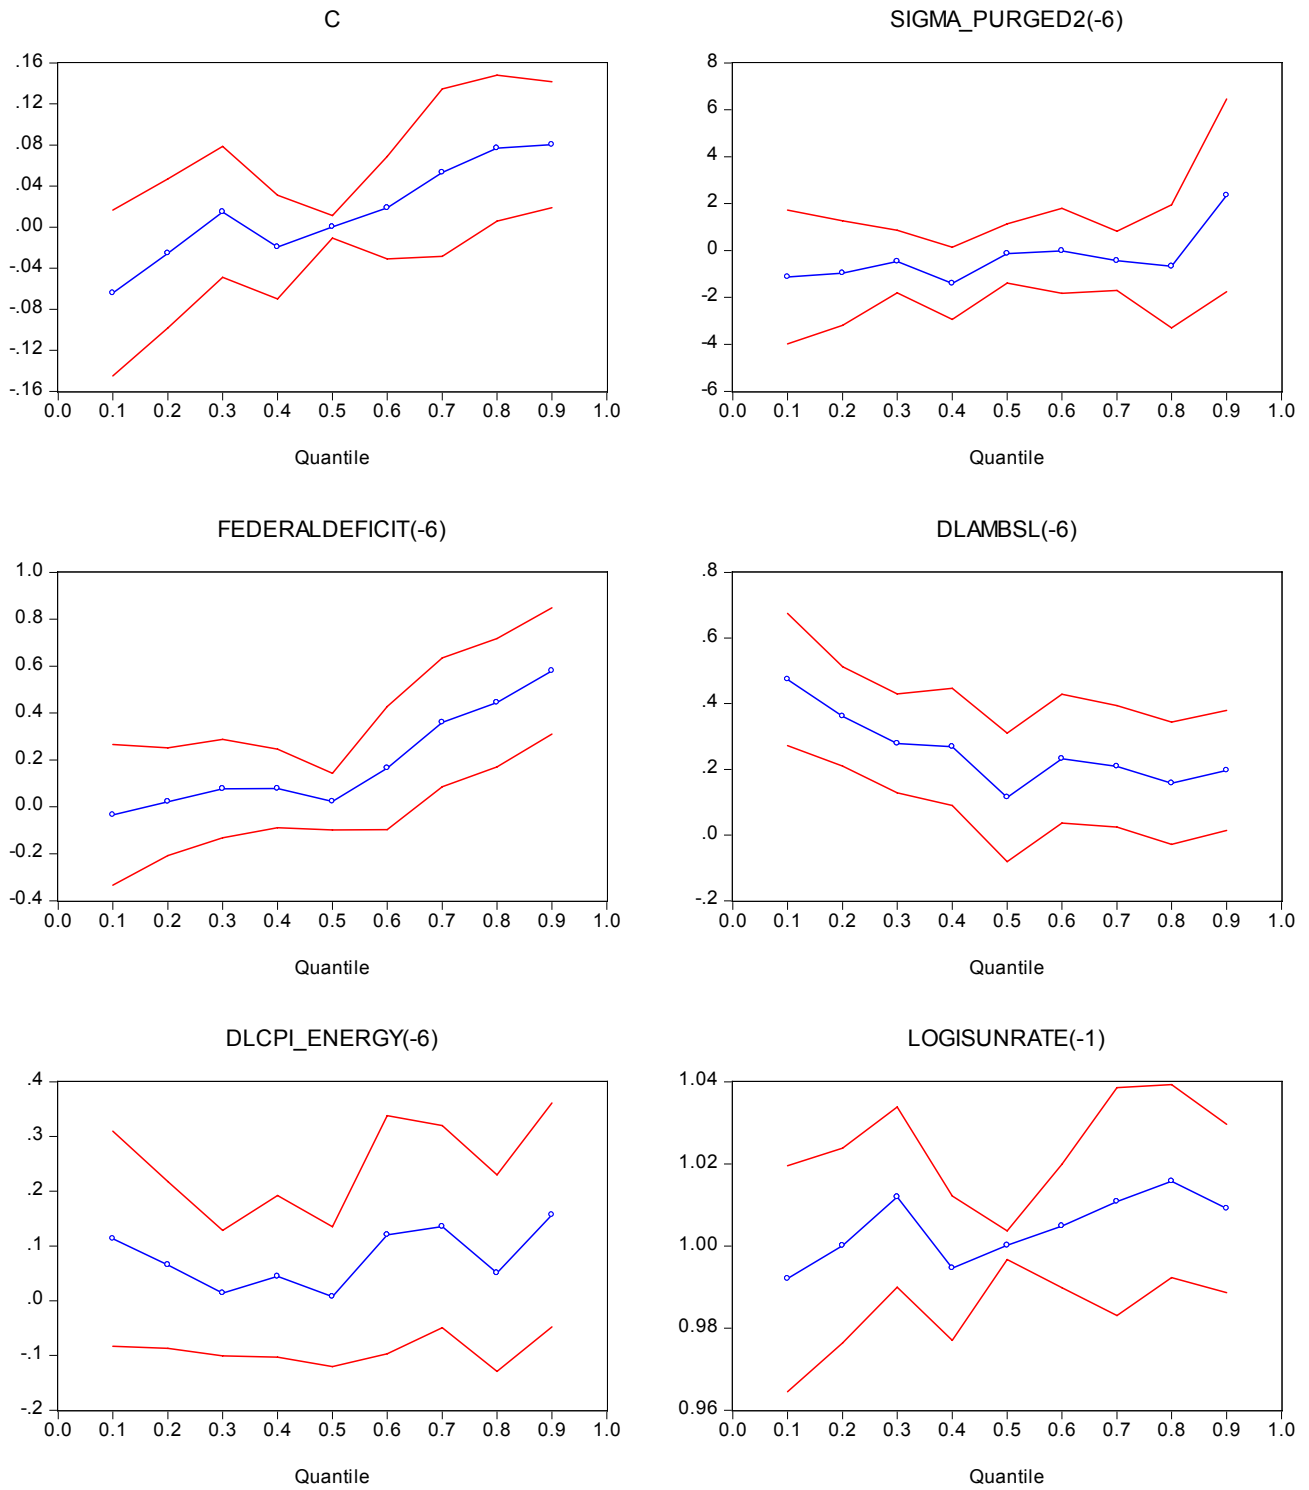 C
.16
.12
.08
.04
.00
-.04
-.08
-.12
-.16
0.0 0.1 0.2 0.3 0.4 0.5 0.6 0.7 0.8 0.9 1.0
Quantile
SIGMA_PURGED2(-6)
8
6
4
2
0
-2
-4
-6
0.0 0.1 0.2 0.3 0.4 0.5 0.6 0.7 0.8 0.9 1.0
Quantile
FEDERALDEFICIT(-6)
1.0
0.8
0.6
0.4
0.2
0.0
-0.2
-0.4
0.0 0.1 0.2 0.3 0.4 0.5 0.6 0.7 0.8 0.9 1.0
Quantile
DLAMBSL(-6)
.8
.6
.4
.2
.0
-.2
0.0 0.1 0.2 0.3 0.4 0.5 0.6 0.7 0.8 0.9 1.0
Quantile
DLCPI_ENERGY(-6)
.4
.3
.2
.1
.0
-.1
-.2
0.0 0.1 0.2 0.3 0.4 0.5 0.6 0.7 0.8 0.9 1.0
Quantile
LOGISUNRATE(-1)
1.04
1.02
1.00
0.98
0.96
0.0 0.1 0.2 0.3 0.4 0.5 0.6 0.7 0.8 0.9 1.0
Quantile